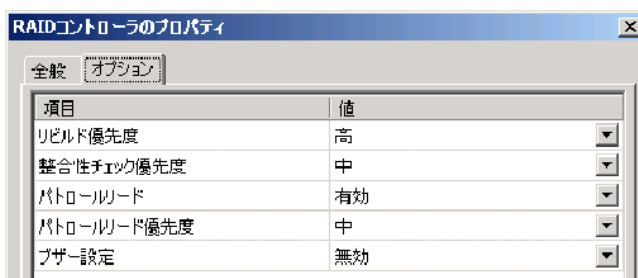 RAIDコントローラのプロパティ
全般 オプション
項目 値
リビルド優先度 高
整合性チェック優先度 中
パトロールリード 有効
パトロールリード優先度 中
ブザー設定 無効